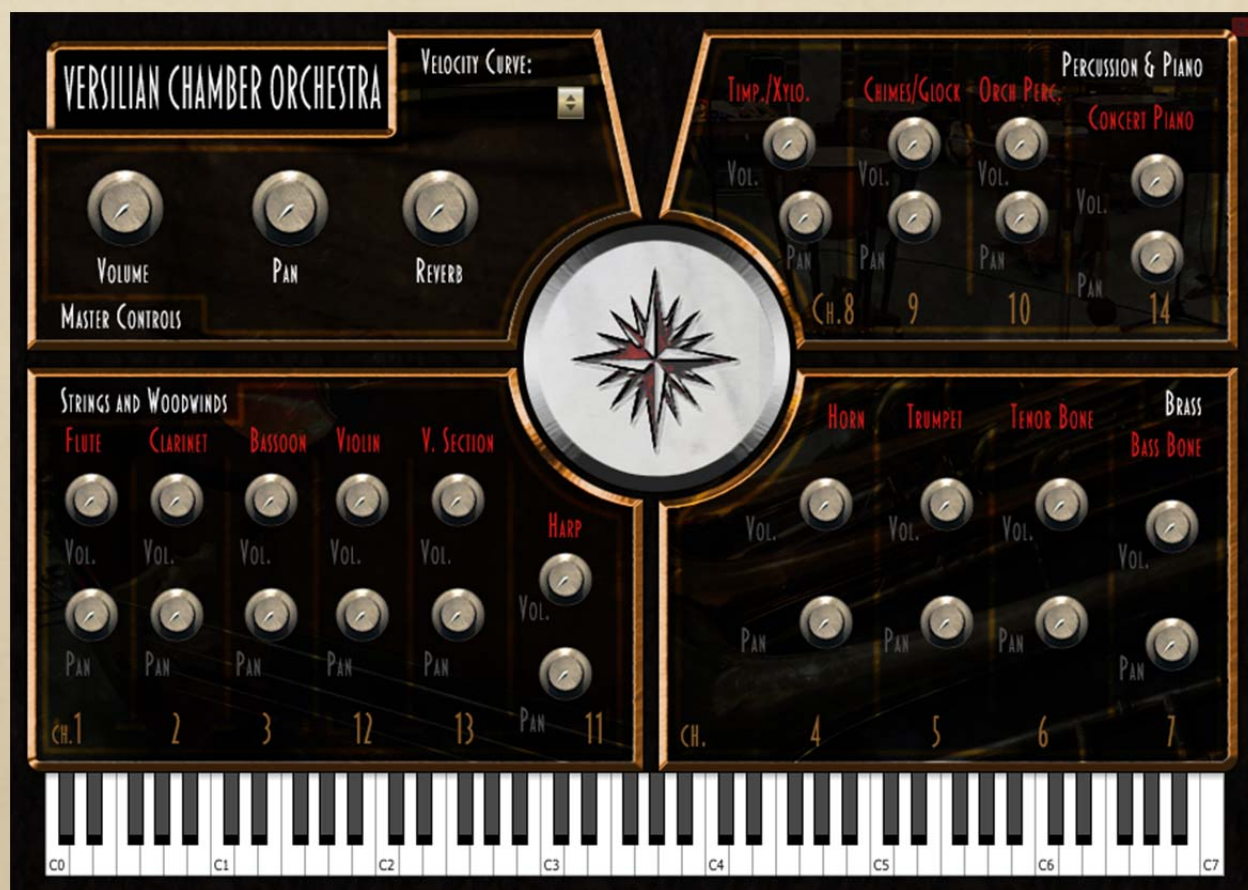 VERSILIAN CHAMBER ORCHESTRA
VELOCITY CURVE:
VOLUME PAN REVERB
MASTER CONTROLS
PERCUSSION & PIANO
TIMP./XYLO. CHIMES/GLOCK ORCH PERC. CONCERT PIANO
VOL. VOL. VOL. VOL.
PAN PAN PAN PAN
CH.8 9 10 14
STRINGS AND WOODWINDS
FLUTE CLARINET BASSOON VIOLIN V. SECTION HARP
VOL. VOL. VOL. VOL. VOL. VOL.
PAN PAN PAN PAN PAN PAN
CH.1 2 3 12 13 11
BRASS
HORN TRUMPET TENOR BONE BASS BONE
VOL. VOL. VOL. VOL.
PAN PAN PAN PAN
CH. 4 5 6 7
C0 C1 C2 C3 C4 C5 C6 C7